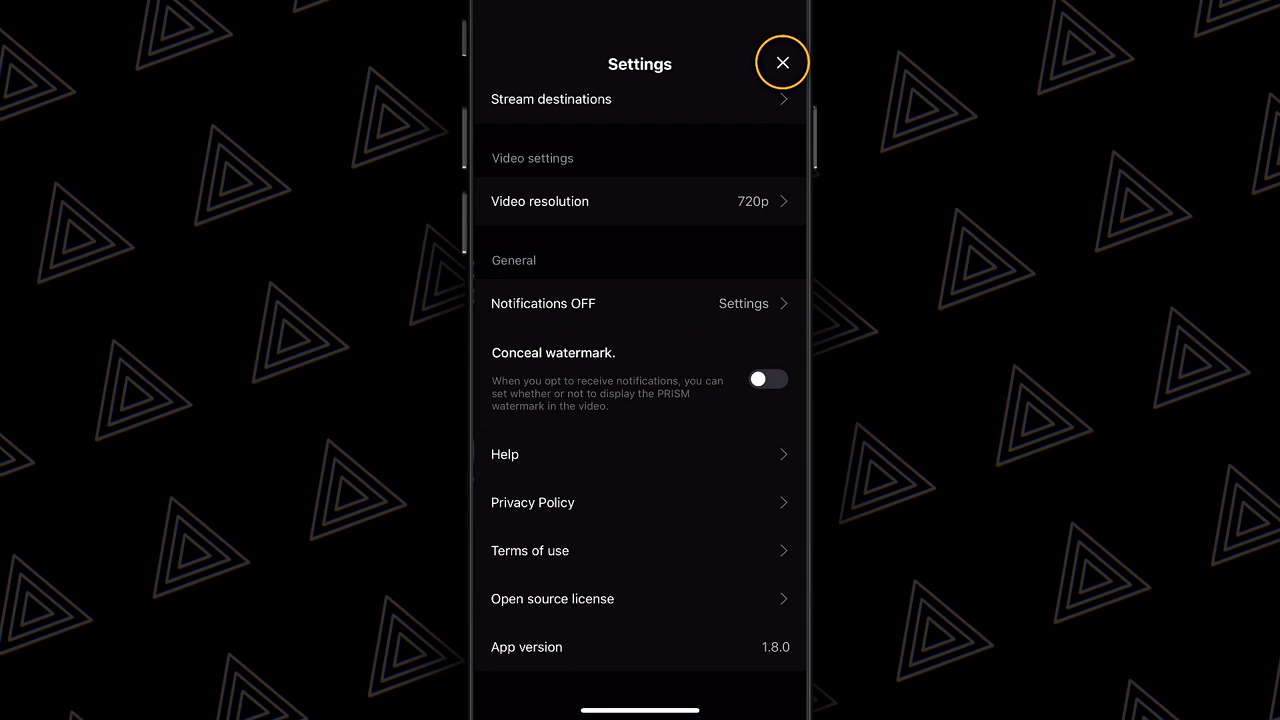 Settings
Stream destinations
Video settings
Video resolution 720p
General
Notifications OFF Settings
Conceal watermark.
When you opt to receive notifications, you can
set whether or not to display the PRISM
watermark in the video.
Help
Privacy Policy
Terms of use
Open source license
App version 1.8.0